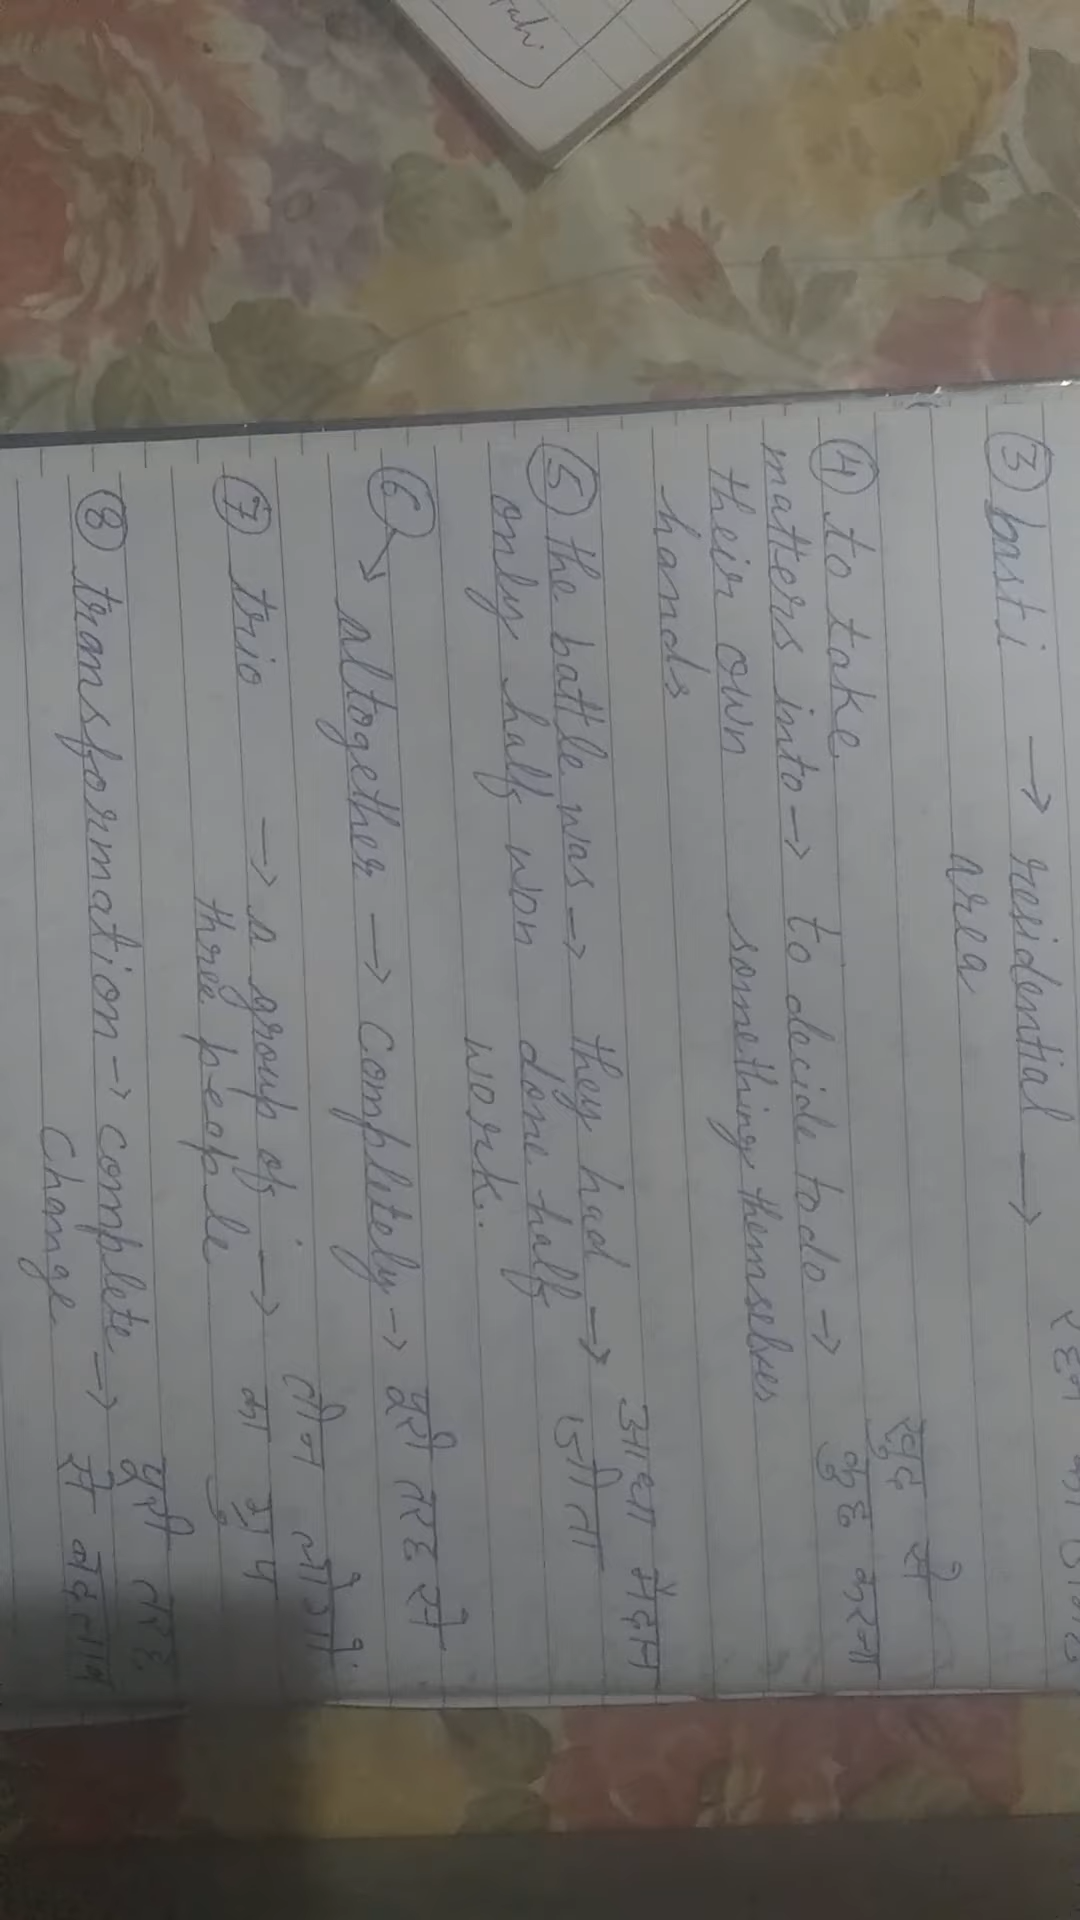 ③ basti → residential →
area
④ to take
खुद से
matters into → to decide to do → कुछ करना
their own something themselves
hands
⑤ the battle was → they had → आधा मैदान
only half won done half जीता
work.
⑥ → altogether → completely → पूरी तरह से
⑦ trio → a group of → तीन लोगों
three people का ग्रुप
⑧ transformation → complete → पूरी तरह
change से बदलाव